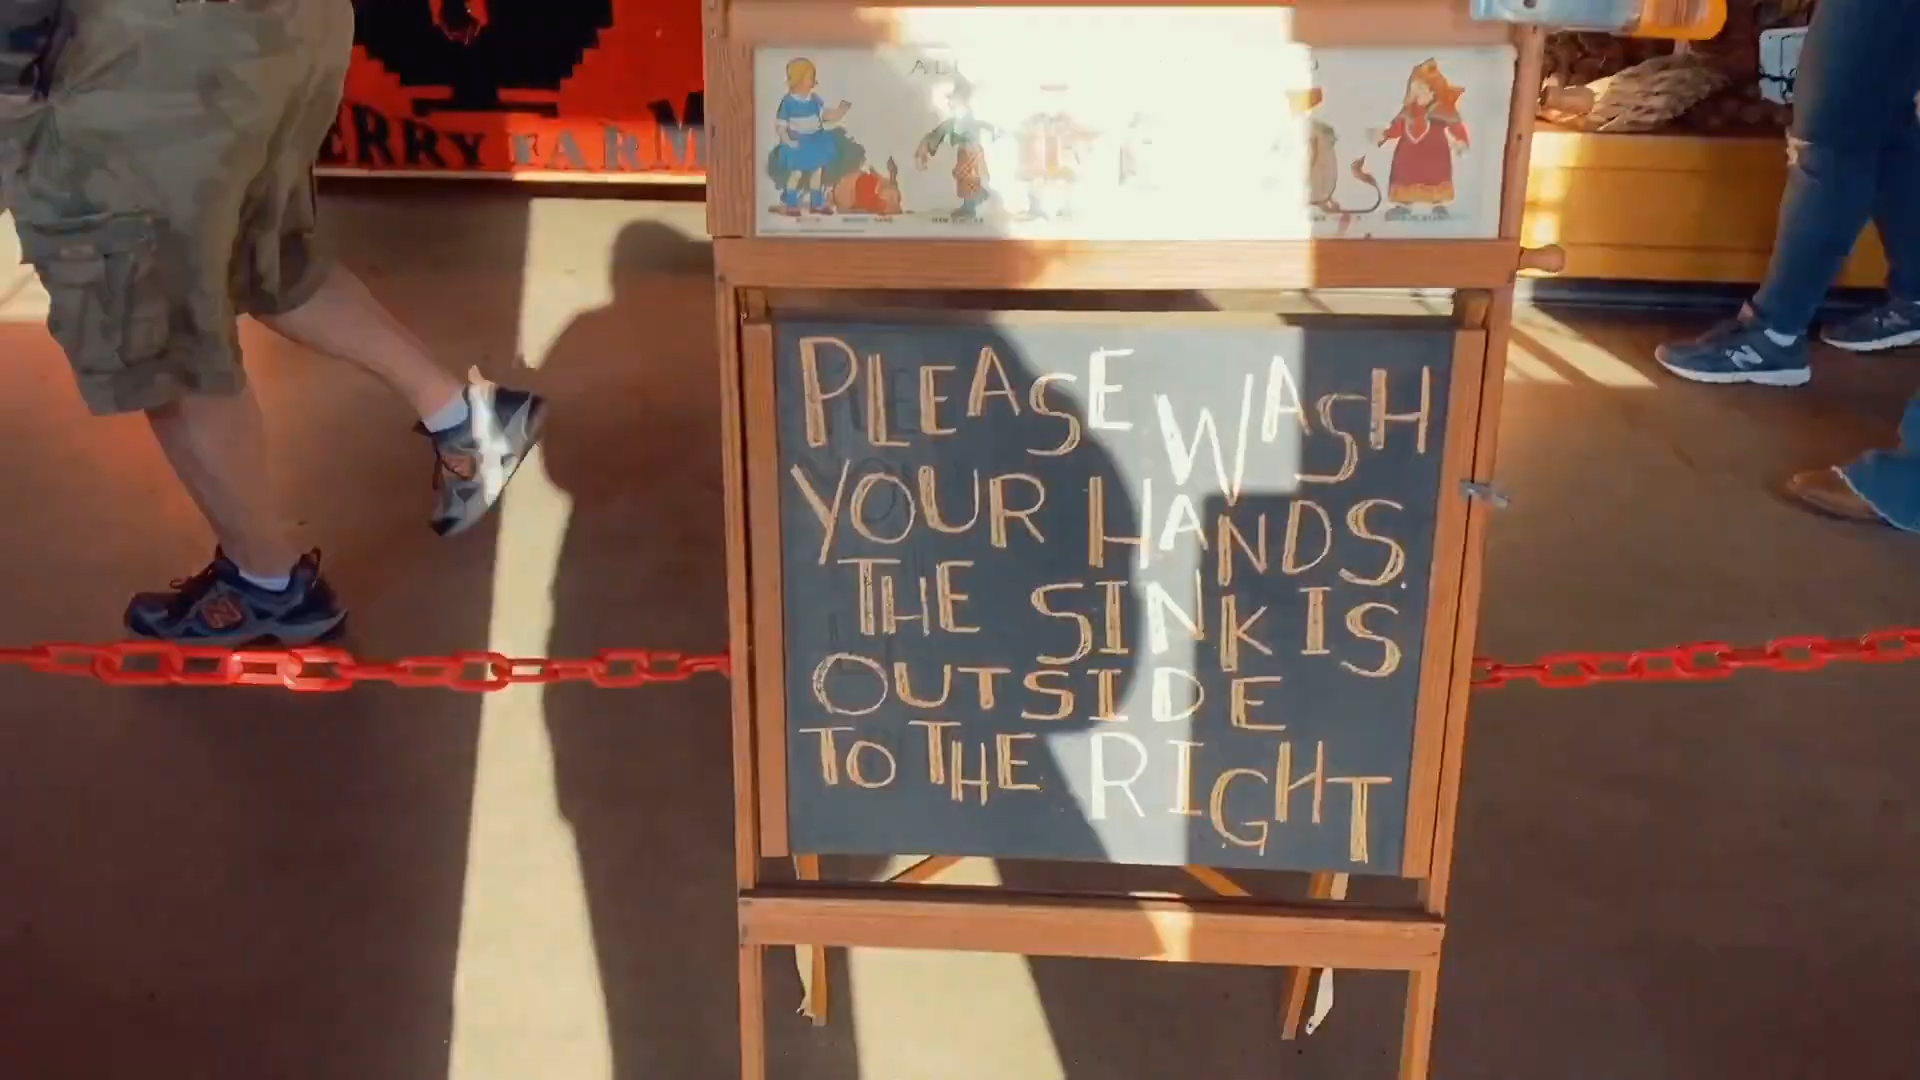 ERRY FARM
PLEASE WASH
YOUR HANDS.
THE SINK IS
OUTSIDE
TO THE RIGHT